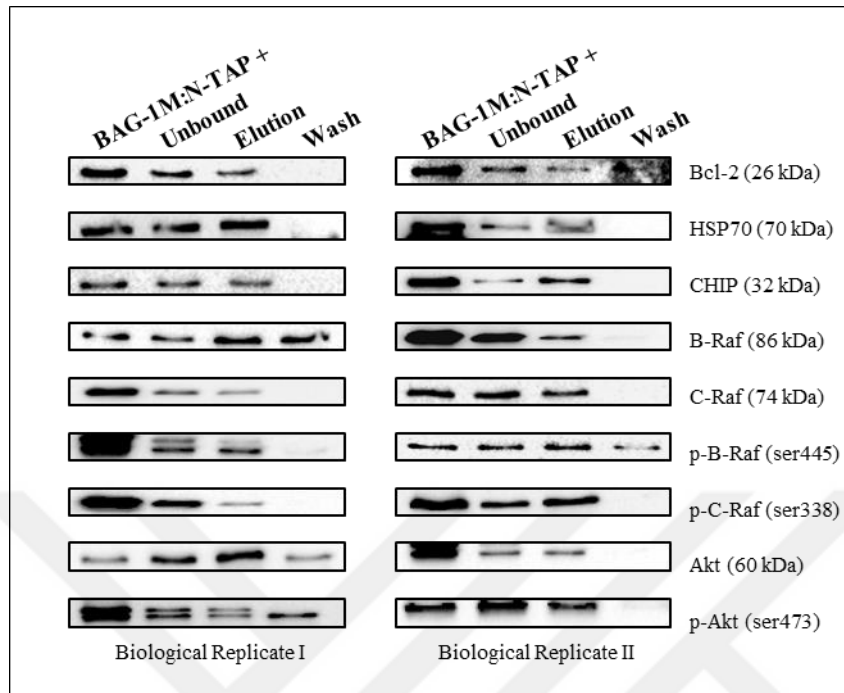 BAG-1M:N-TAP +
Unbound
Elution
Wash
BAG-1M:N-TAP +
Unbound
Elution
Wash
Bcl-2 (26 kDa)
HSP70 (70 kDa)
CHIP (32 kDa)
B-Raf (86 kDa)
C-Raf (74 kDa)
p-B-Raf (ser445)
p-C-Raf (ser338)
Akt (60 kDa)
p-Akt (ser473)
Biological Replicate I
Biological Replicate II